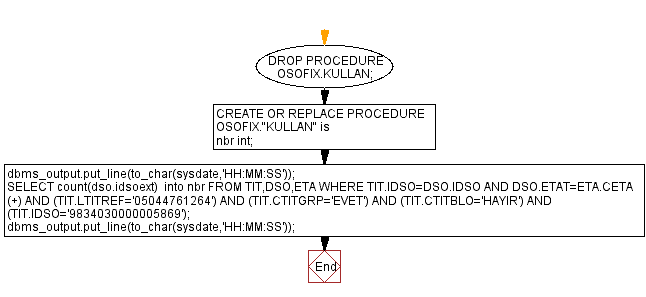 DROP PROCEDURE
OSOFIX.KULLAN;
CREATE OR REPLACE PROCEDURE
OSOFIX."KULLAN" is
nbr int;
dbms_output.put_line(to_char(sysdate,'HH:MM:SS'));
SELECT count(dso.idsoext)  into nbr FROM TIT,DSO,ETA WHERE TIT.IDSO=DSO.IDSO AND DSO.ETAT=ETA.CETA
(+) AND (TIT.LTITREF='05044761264') AND (TIT.CTITGRP='EVET') AND (TIT.CTITBLO='HAYIR') AND
(TIT.IDSO='9834030000005869');
dbms_output.put_line(to_char(sysdate,'HH:MM:SS'));
End